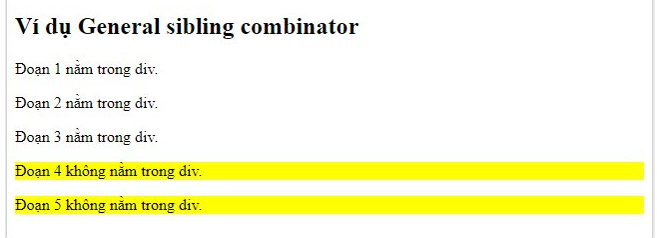 Ví dụ General sibling combinator
Đoạn 1 nằm trong div.
Đoạn 2 nằm trong div.
Đoạn 3 nằm trong div.
Đoạn 4 không nằm trong div.
Đoạn 5 không nằm trong div.